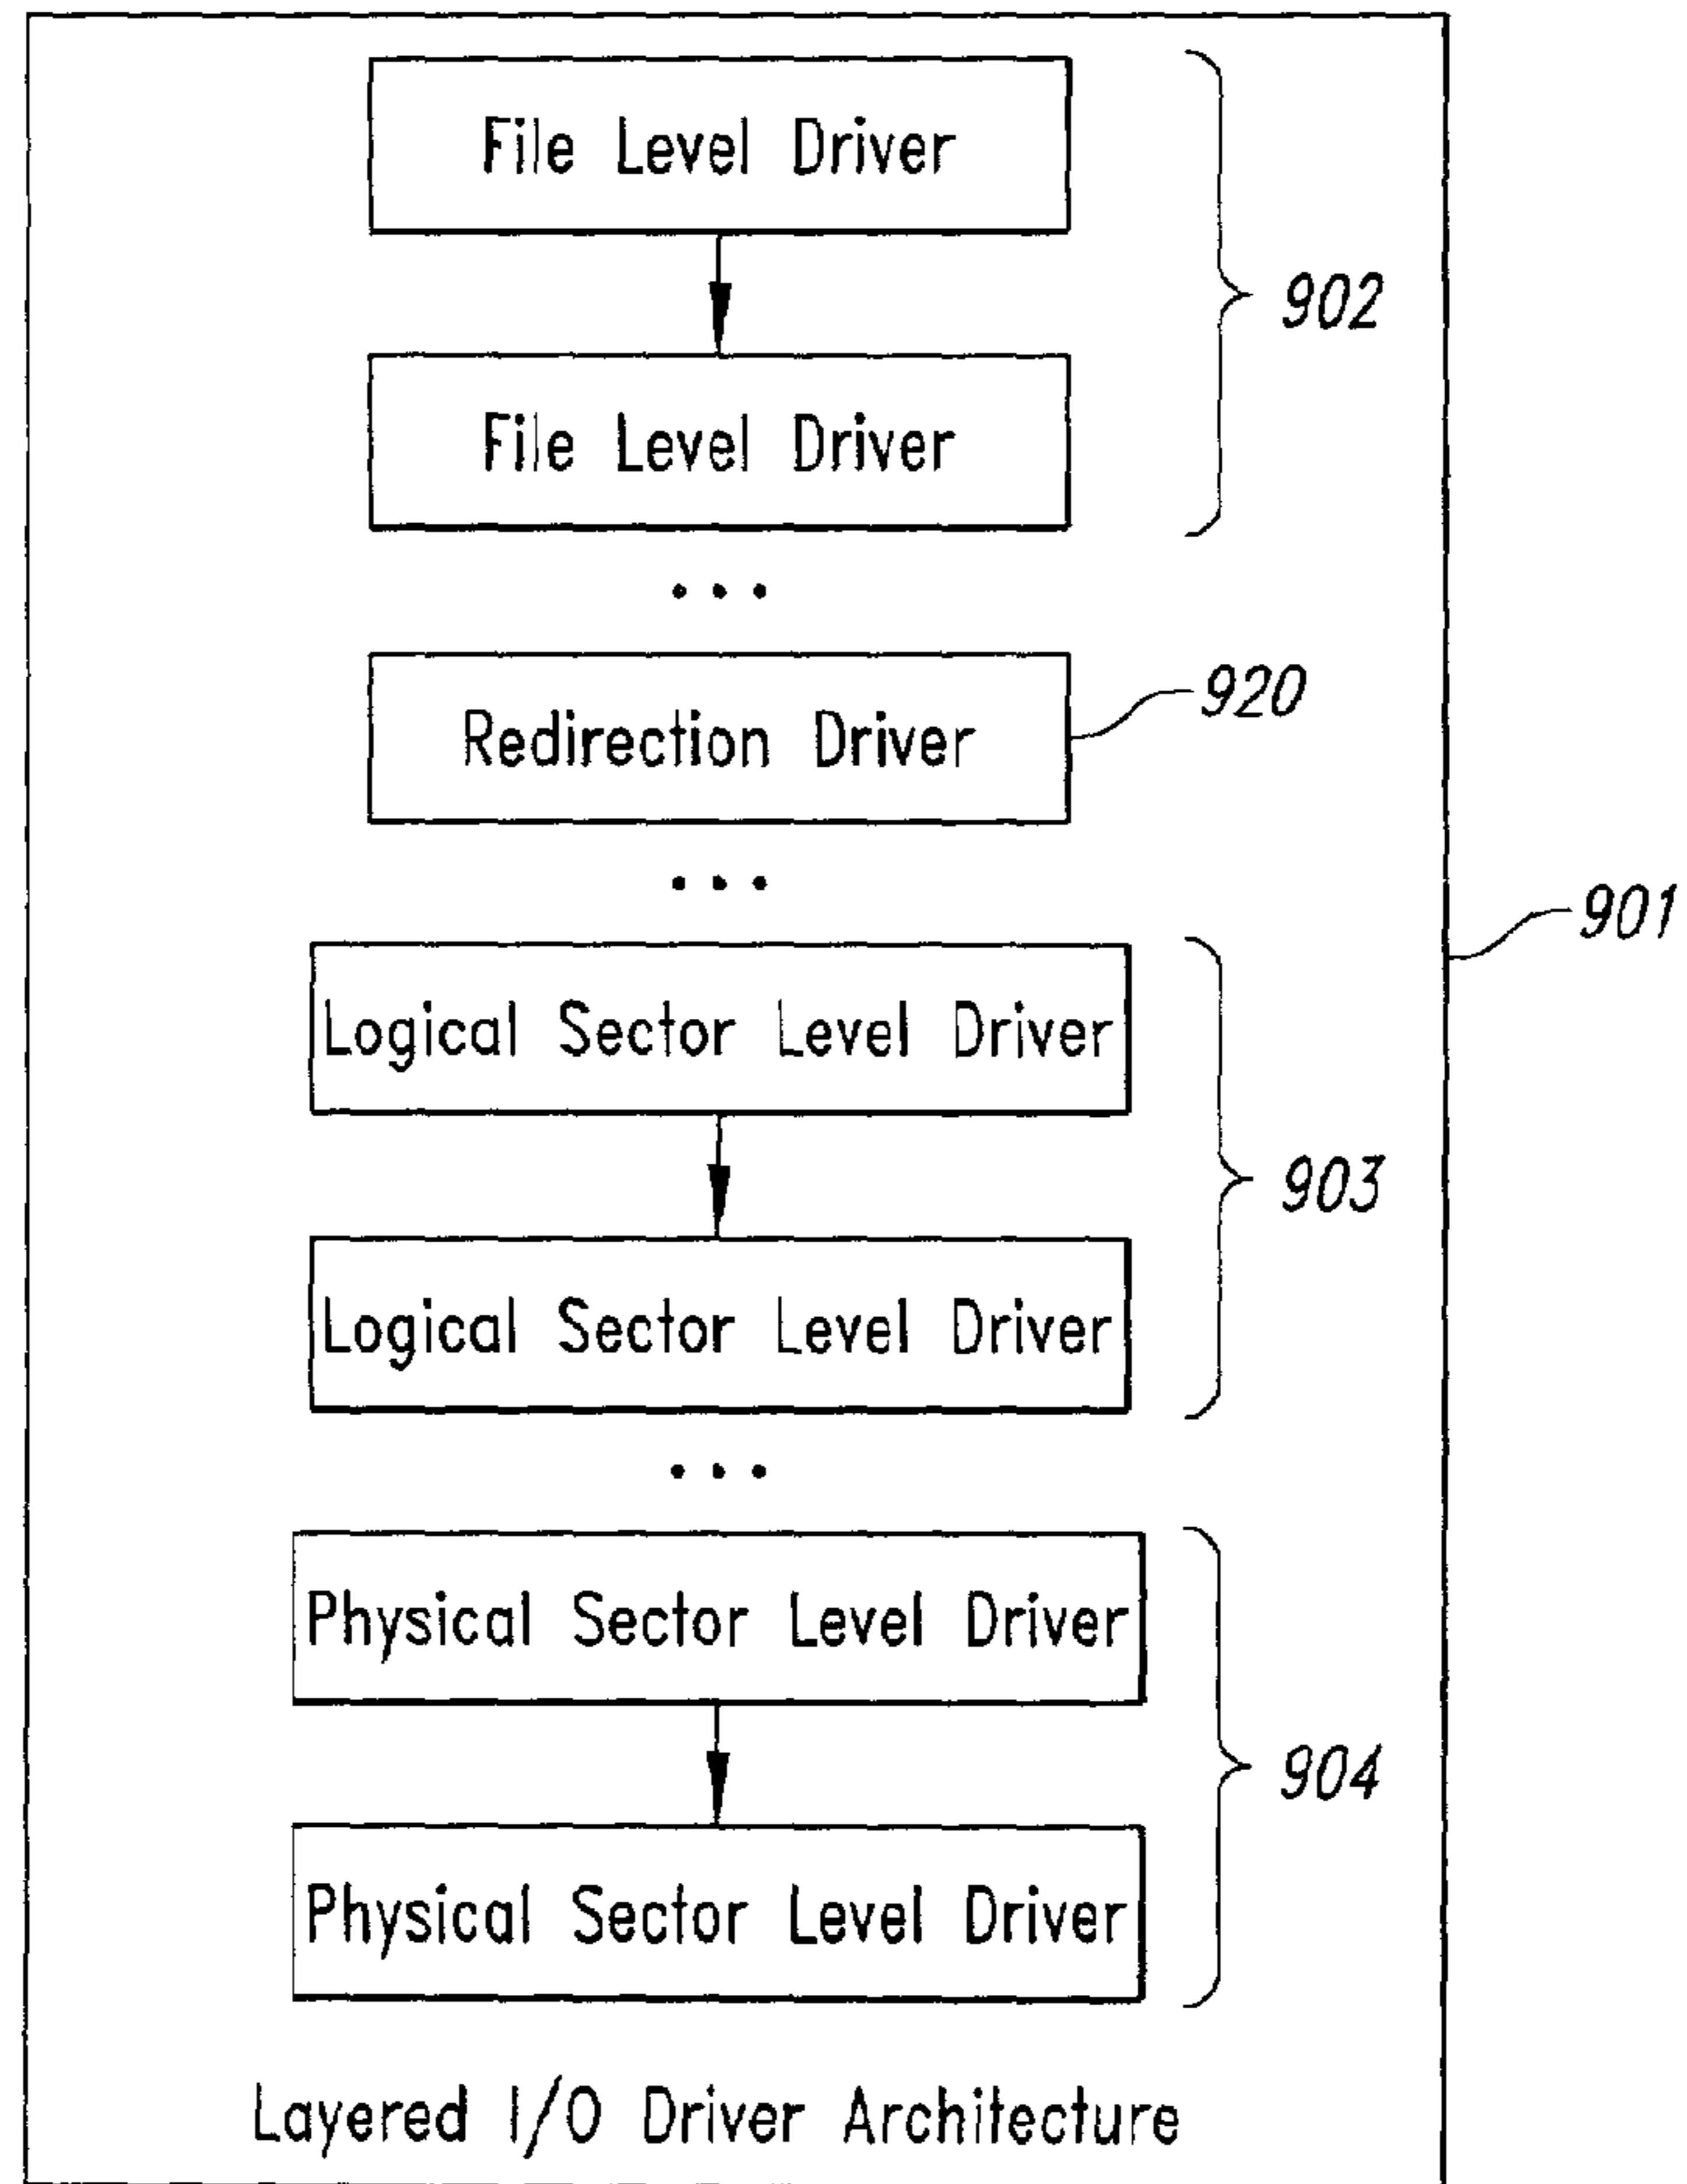 File Level Driver
902
File Level Driver
Redirection Driver
920
901
Logical Sector Level Driver
903
Logical Sector Level Driver
Physical Sector Level Driver
904
Physical Sector Level Driver
Layered I/O Driver Architecture